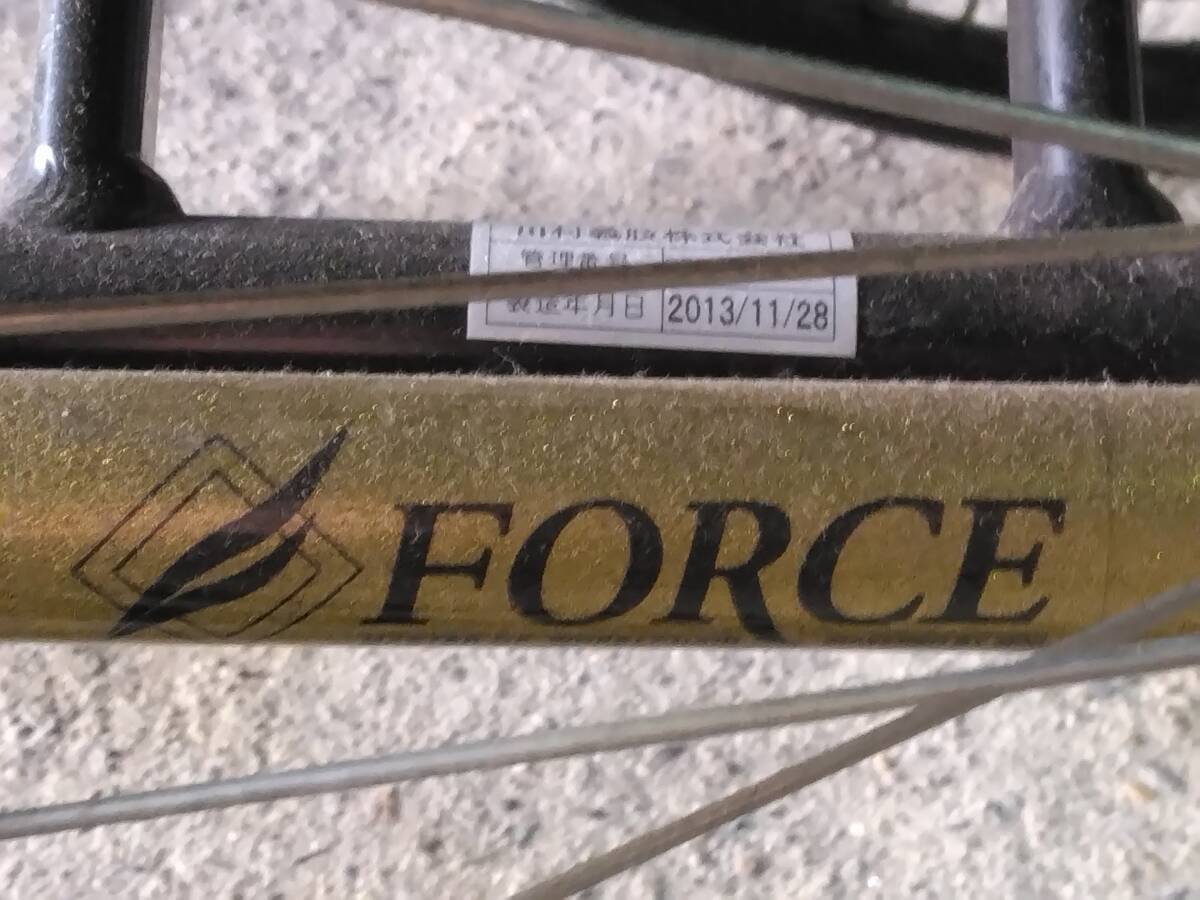 川村義肢株式会社
管理番号
製造年月日 2013/11/28
FORCE